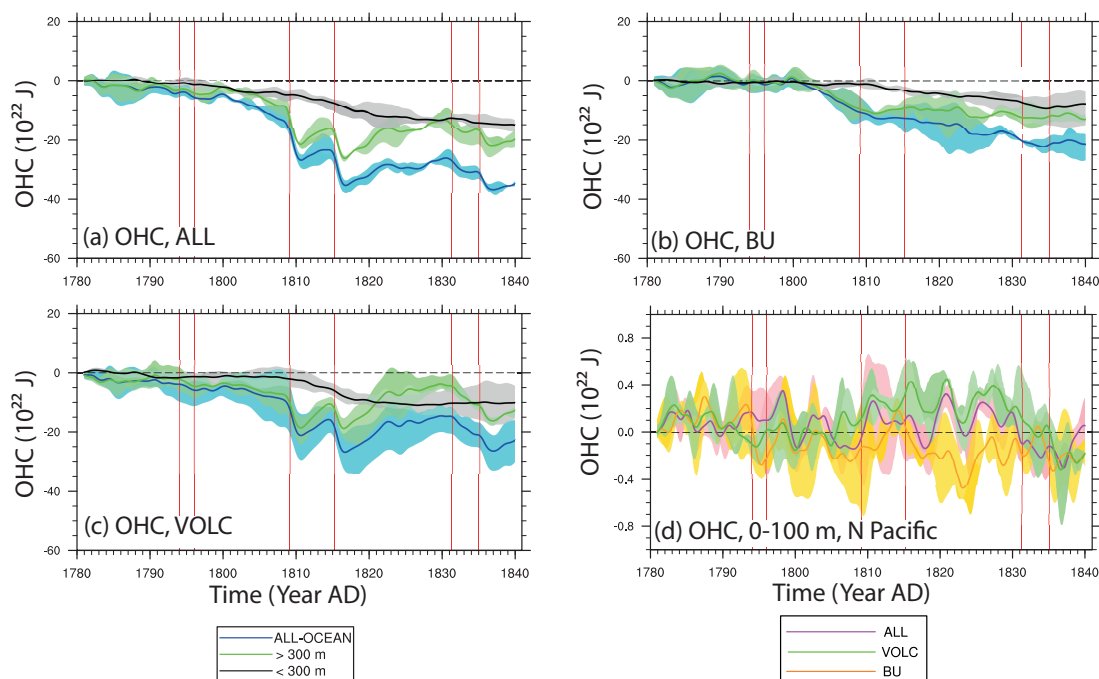 20
0
-20
-40
-60
OHC (10²² J)
(a) OHC, ALL
1780 1790 1800 1810 1820 1830 1840
20
0
-20
-40
-60
OHC (10²² J)
(b) OHC, BU
1780 1790 1800 1810 1820 1830 1840
20
0
-20
-40
-60
OHC (10²² J)
(c) OHC, VOLC
1780 1790 1800 1810 1820 1830 1840
Time (Year AD)
0.8
0.4
0.0
-0.4
-0.8
OHC (10²² J)
(d) OHC, 0-100 m, N Pacific
1780 1790 1800 1810 1820 1830 1840
Time (Year AD)
ALL-OCEAN
> 300 m
< 300 m
ALL
VOLC
BU